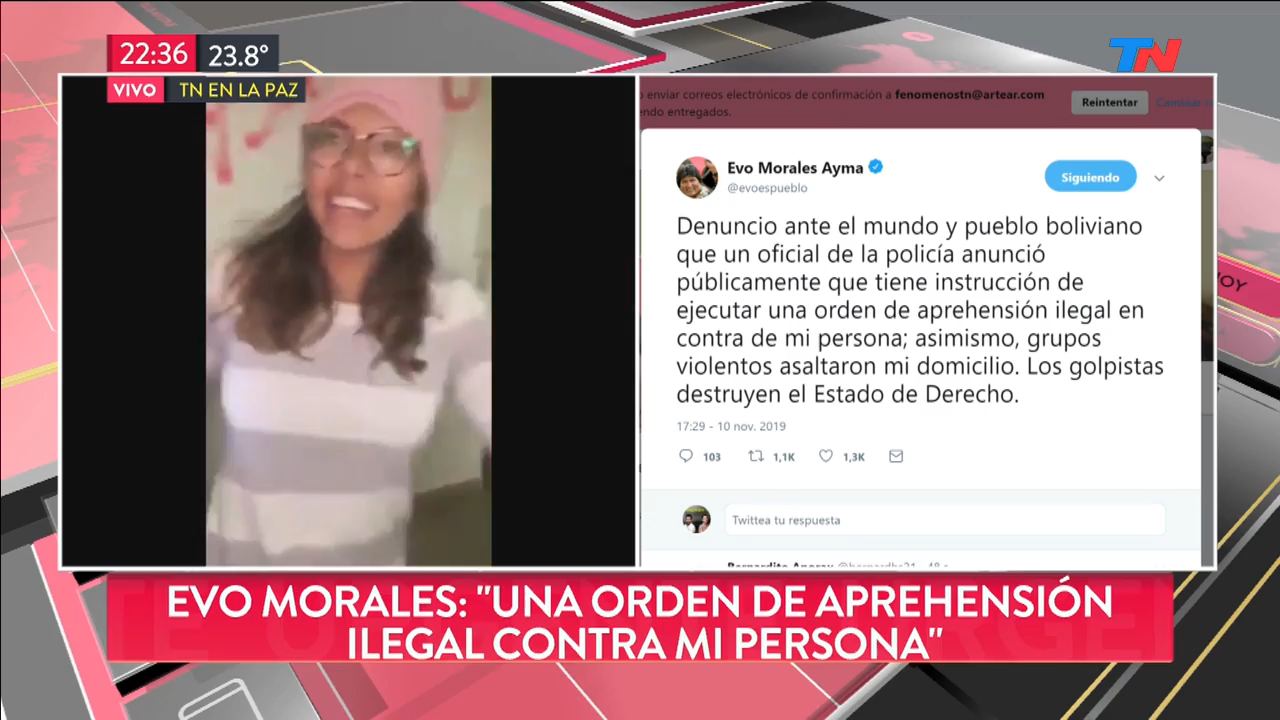 22:36 23.8°
TN
VIVO TN EN LA PAZ
enviar correos electrónicos de confirmación a fenomenostn@artear.com
endo entregados.
Reintentar
Evo Morales Ayma
@evoespueblo
Siguiendo
Denuncio ante el mundo y pueblo boliviano
que un oficial de la policía anunció
públicamente que tiene instrucción de
ejecutar una orden de aprehensión ilegal en
contra de mi persona; asimismo, grupos
violentos asaltaron mi domicilio. Los golpistas
destruyen el Estado de Derecho.
17:29 - 10 nov. 2019
103 1,1K 1,3K
Twittea tu respuesta
EVO MORALES: "UNA ORDEN DE APREHENSIÓN
ILEGAL CONTRA MI PERSONA"